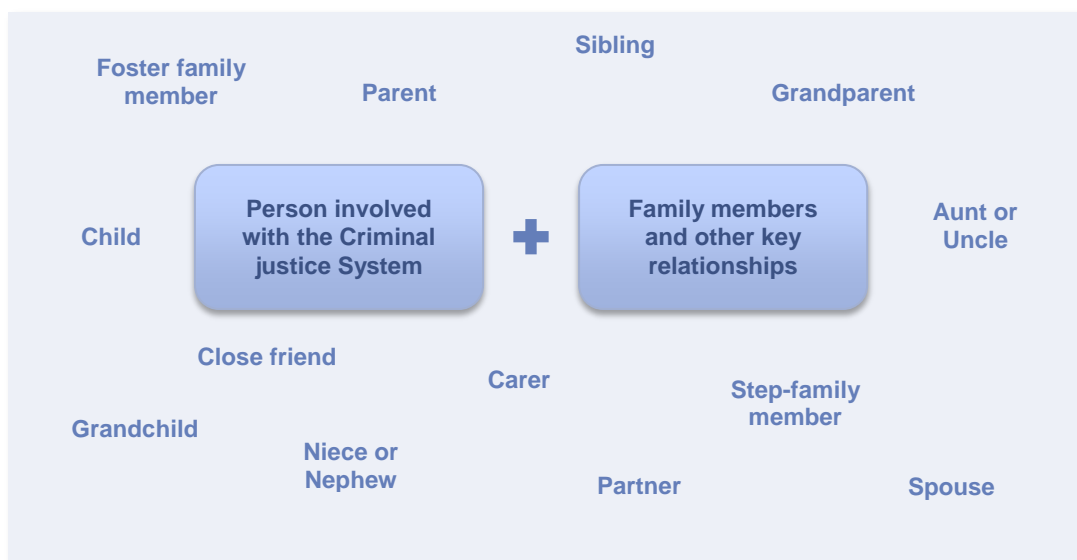 Sibling
Foster family
member
Parent
Grandparent
Person involved
with the Criminal
justice System
Family members
and other key
relationships
Child
Aunt or
Uncle
Close friend
Carer
Step-family
member
Grandchild
Niece or
Nephew
Partner
Spouse